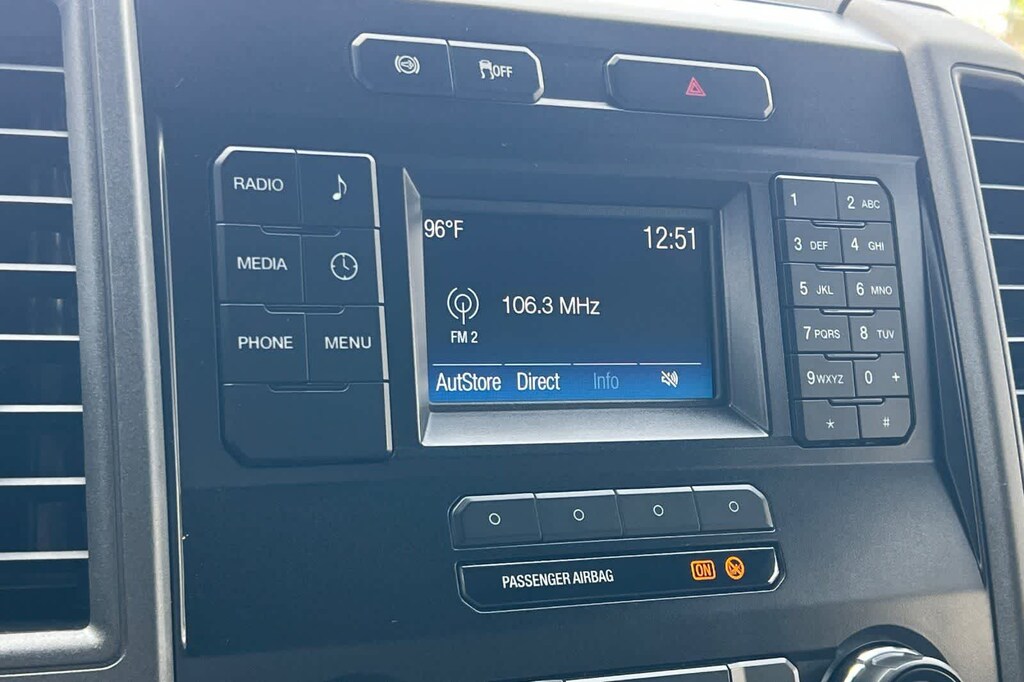 OFF
RADIO
MEDIA
PHONE MENU
96°F 12:51
106.3 MHz
FM 2
AutStore Direct Info
1 2 ABC
3 DEF 4 GHI
5 JKL 6 MNO
7 PQRS 8 TUV
9 WXYZ 0 +
* #
PASSENGER AIRBAG ON